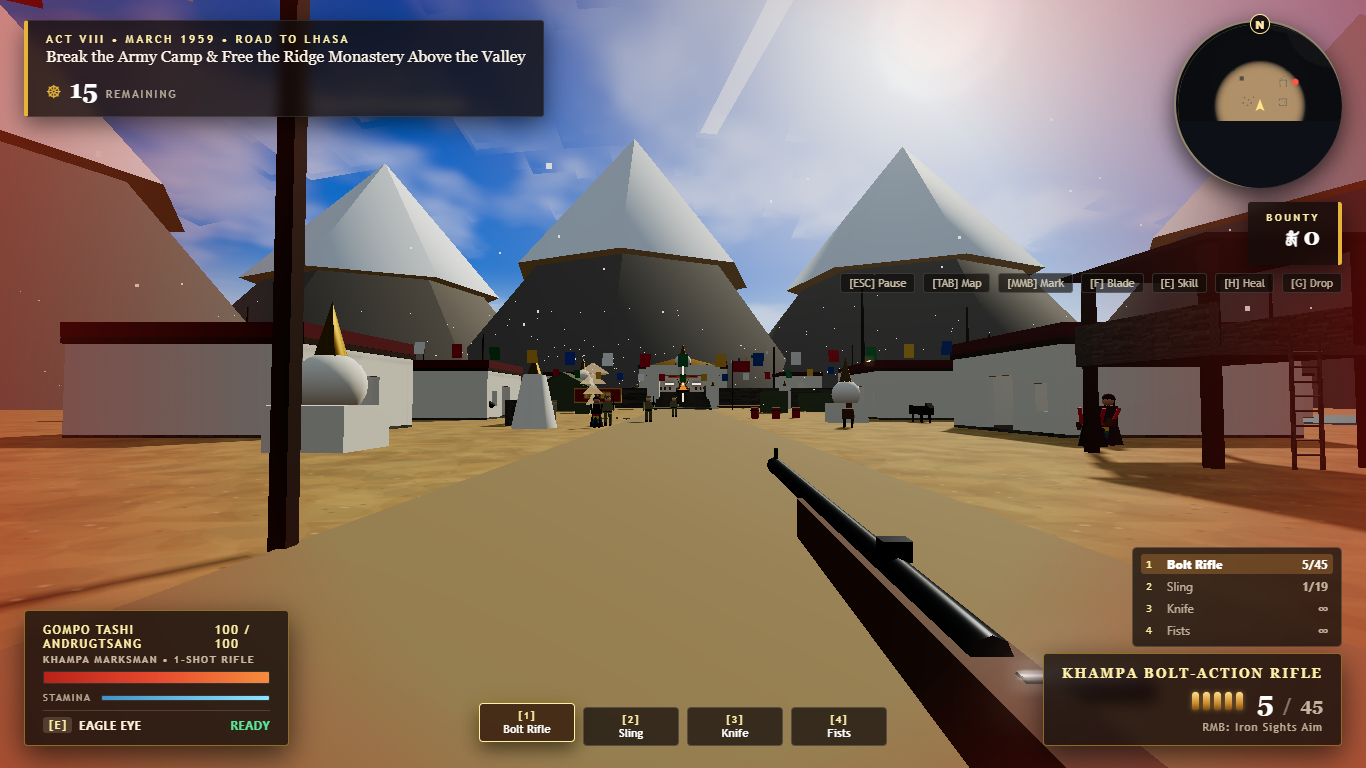 ACT VIII • MARCH 1959 • ROAD TO LHASA
Break the Army Camp & Free the Ridge Monastery Above the Valley
15 REMAINING
N
BOUNTY
0
[ESC] Pause
[TAB] Map
[MMB] Mark
[F] Blade
[E] Skill
[H] Heal
[G] Drop
1 Bolt Rifle 5/45
2 Sling 1/19
3 Knife ∞
4 Fists ∞
GOMPO TASHI ANDRUGTSANG
100 / 100
KHAMPA MARKSMAN • 1-SHOT RIFLE
STAMINA
[E] EAGLE EYE READY
[1]
Bolt Rifle
[2]
Sling
[3]
Knife
[4]
Fists
KHAMPA BOLT-ACTION RIFLE
5 / 45
RMB: Iron Sights Aim